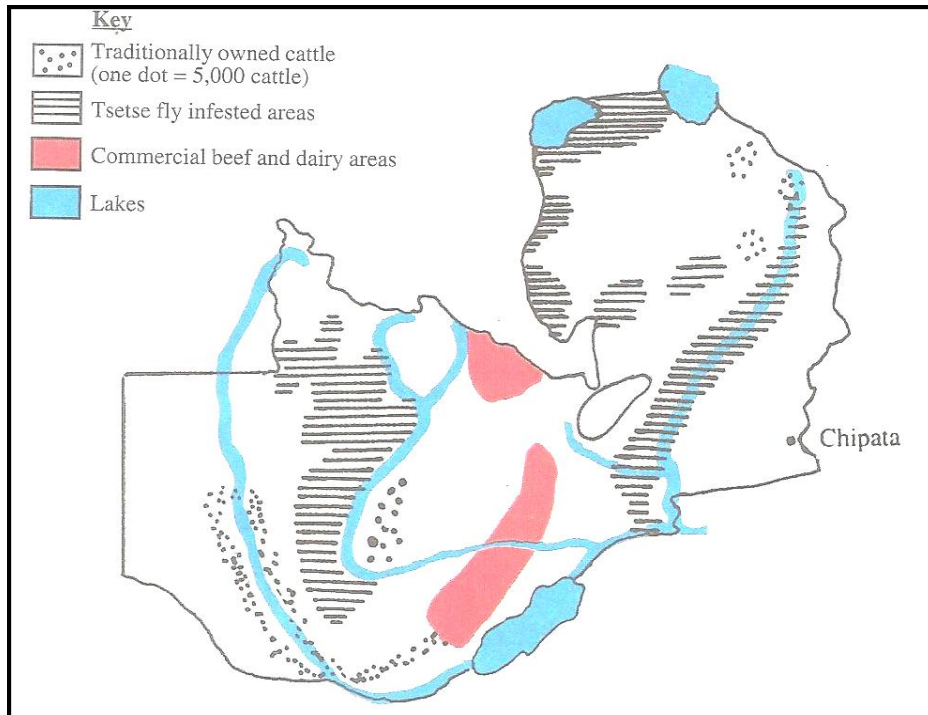 Key
Traditionally owned cattle
(one dot = 5,000 cattle)
Tsetse fly infested areas
Commercial beef and dairy areas
Lakes
Chipata